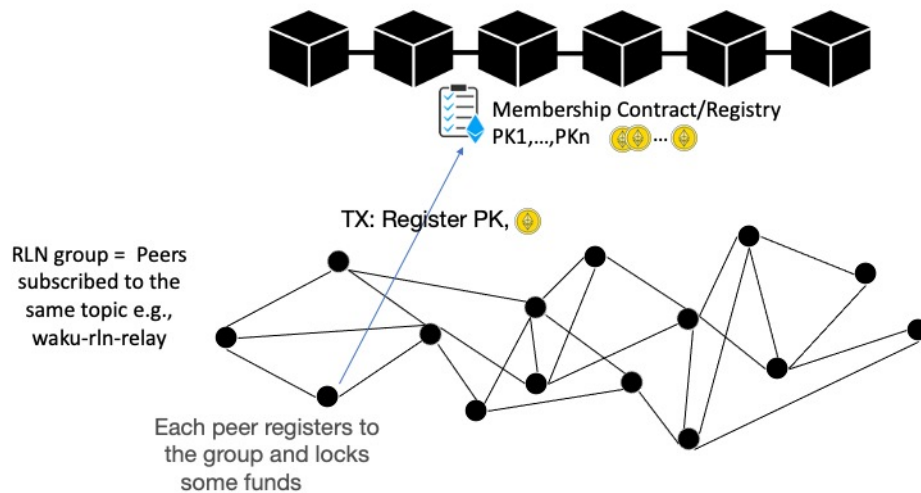 Membership Contract/Registry
PK1,...,PKn ...
TX: Register PK,
RLN group = Peers
subscribed to the
same topic e.g.,
waku-rln-relay
Each peer registers to
the group and locks
some funds